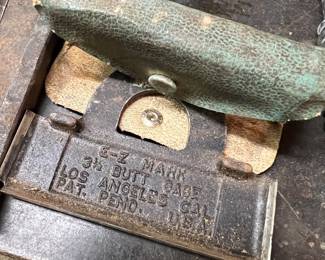 E-Z MARK
3½ BUTT GAGE
LOS ANGELES CAL
PAT. PEND. U.S.A.